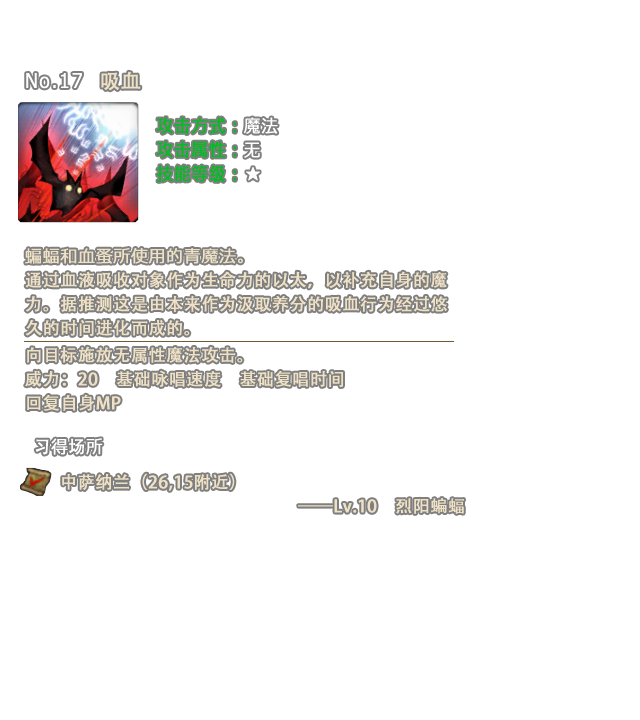 No.17 吸血
攻击方式：魔法
攻击属性：无
技能等级：★
蝙蝠和血蚤所使用的青魔法。
通过血液吸收对象作为生命力的以太，以补充自身的魔
力。据推测这是由本来作为汲取养分的吸血行为经过悠
久的时间进化而成的。
向目标施放无属性魔法攻击。
威力：20 基础咏唱速度 基础复唱时间
回复自身MP
习得场所
中萨纳兰（26,15附近）
——Lv.10 烈阳蝙蝠